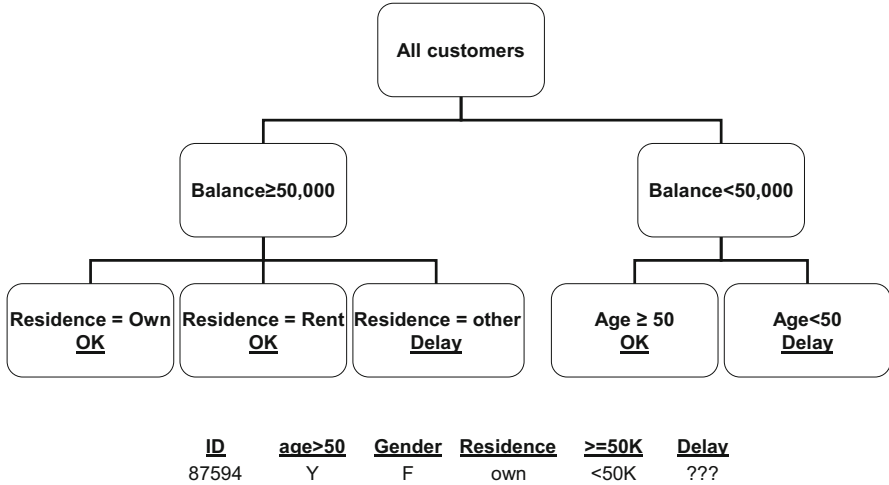 All customers
Balance≥50,000
Balance<50,000
Residence = Own
OK
Residence = Rent
OK
Residence = other
Delay
Age ≥ 50
OK
Age<50
Delay
ID age>50 Gender Residence >=50K Delay
87594 Y F own <50K ???